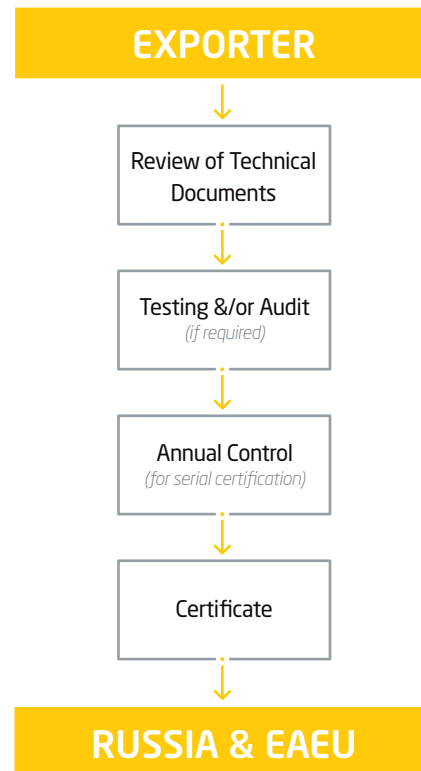 EXPORTER
Review of Technical
Documents
Testing &/or Audit
(if required)
Annual Control
(for serial certification)
Certificate
RUSSIA & EAEU